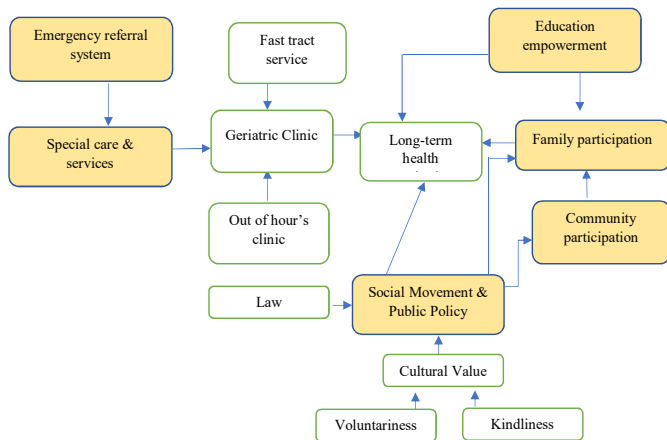 Emergency referral
system
Fast tract
service
Education
empowerment
Special care &
services
Geriatric Clinic
Long-term
health
Family participation
Out of hour's
clinic
Community
participation
Law
Social Movement &
Public Policy
Cultural Value
Voluntariness
Kindliness